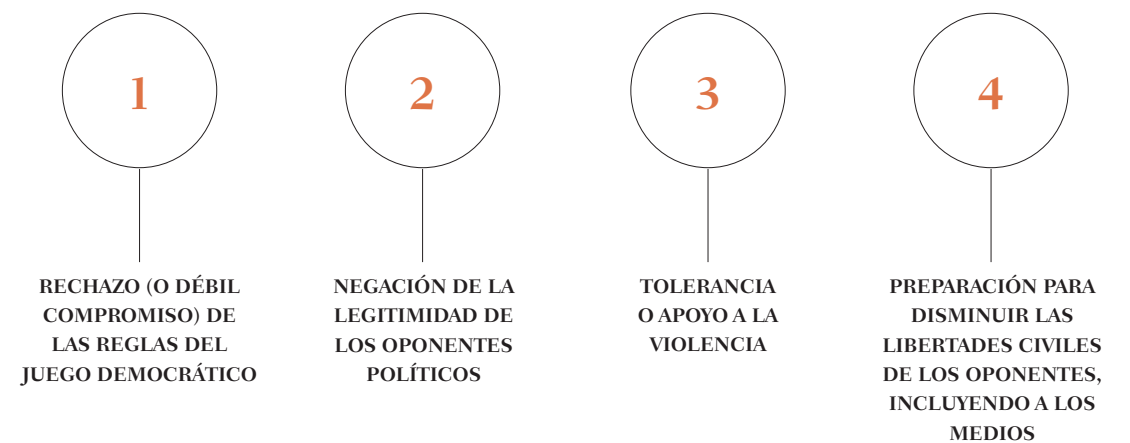 1
RECHAZO (O DÉBIL
COMPROMISO) DE
LAS REGLAS DEL
JUEGO DEMOCRÁTICO
2
NEGACIÓN DE LA
LEGITIMIDAD DE
LOS OPONENTES
POLÍTICOS
3
TOLERANCIA
O APOYO A LA
VIOLENCIA
4
PREPARACIÓN PARA
DISMINUIR LAS
LIBERTADES CIVILES
DE LOS OPONENTES,
INCLUYENDO A LOS
MEDIOS